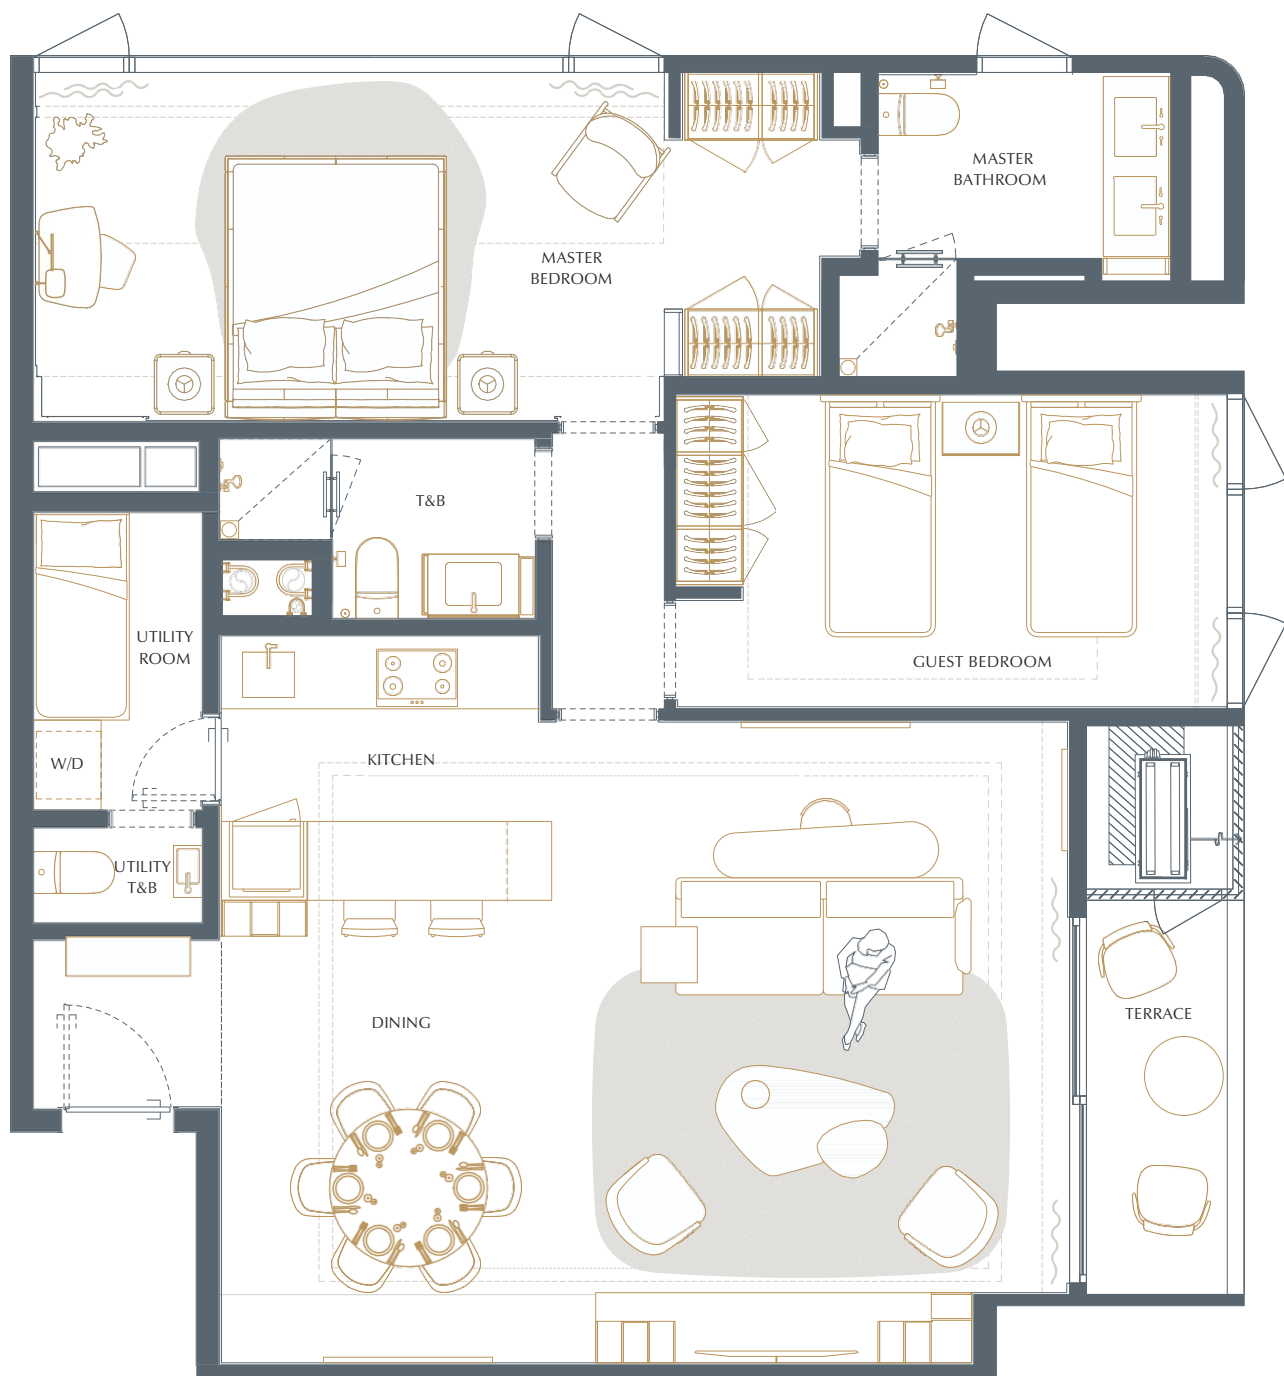 MASTER
BATHROOM
MASTER
BEDROOM
T&B
UTILITY
ROOM
GUEST BEDROOM
W/D
KITCHEN
UTILITY
T&B
TERRACE
DINING